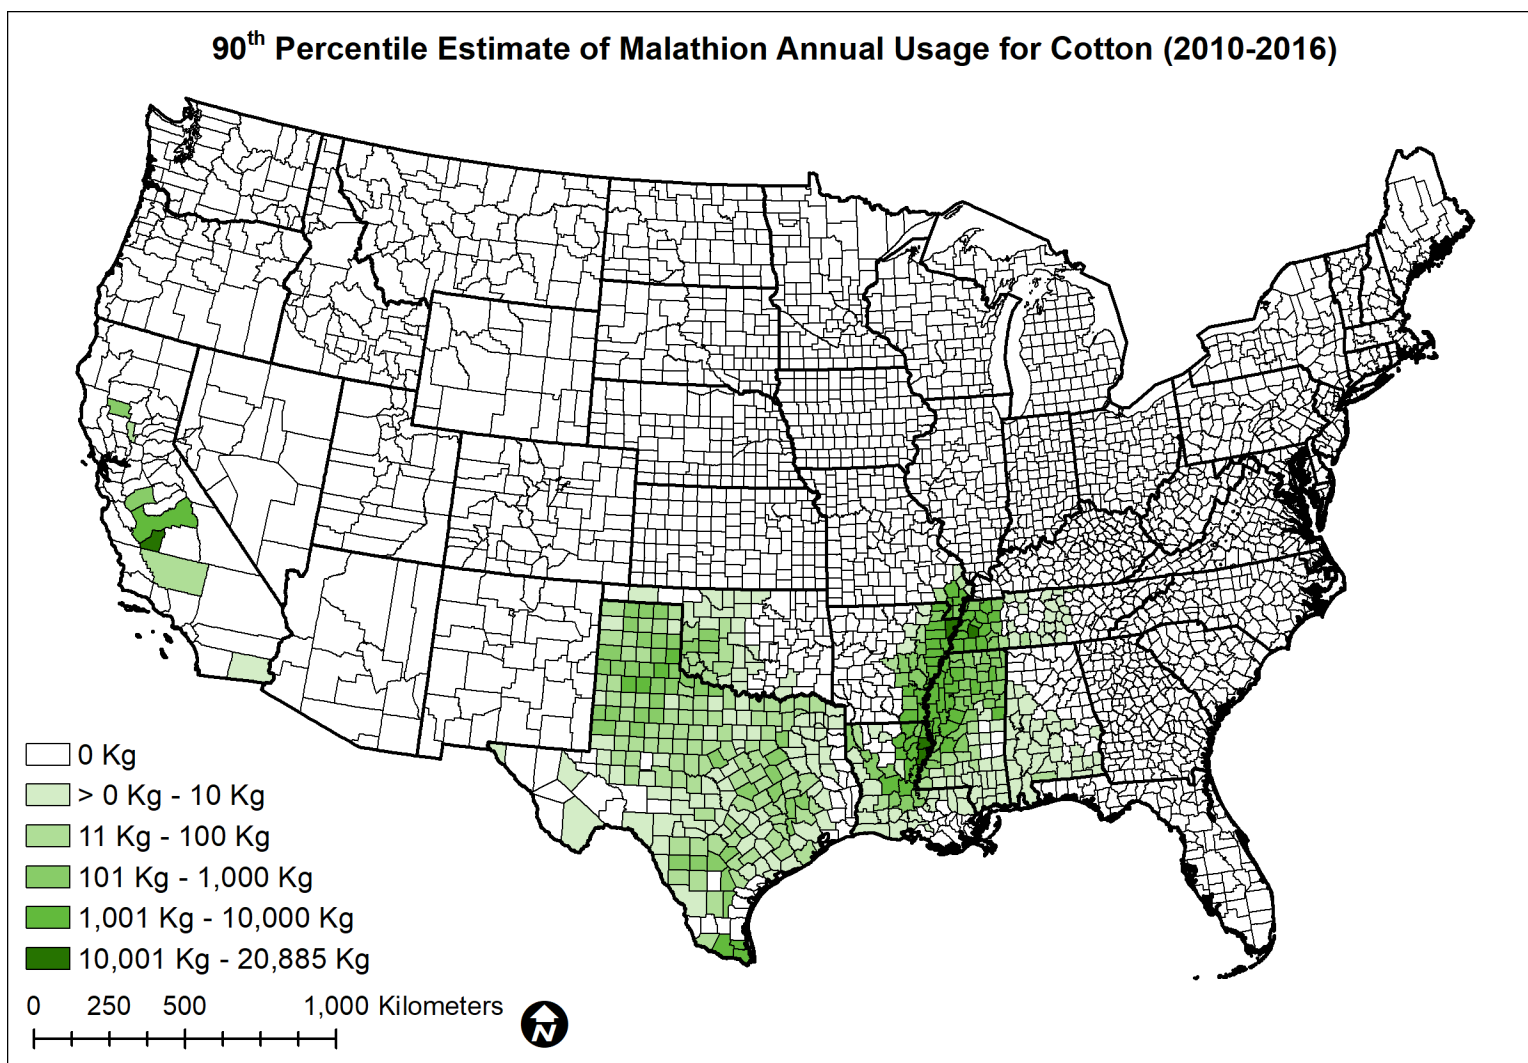 90th Percentile Estimate of Malathion Annual Usage for Cotton (2010-2016)
0 Kg
> 0 Kg - 10 Kg
11 Kg - 100 Kg
101 Kg - 1,000 Kg
1,001 Kg - 10,000 Kg
10,001 Kg - 20,885 Kg
0 250 500 1,000 Kilometers
N